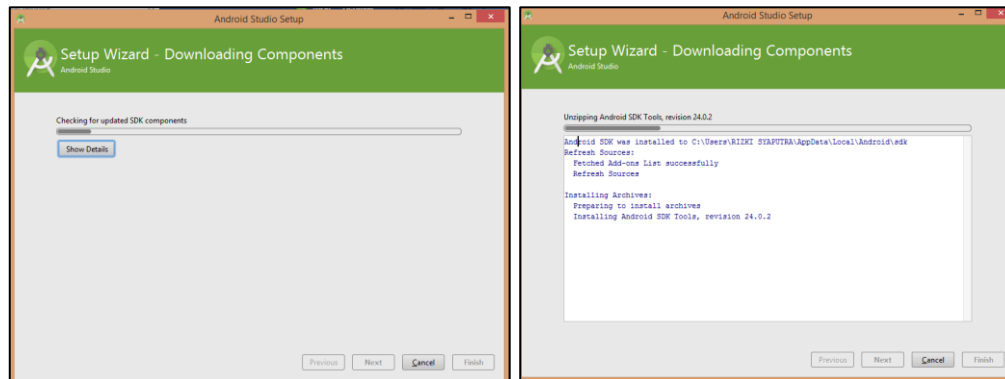 Android Studio Setup
Setup Wizard - Downloading Components
Android Studio
Checking for updated SDK components
Show Details
Previous
Next
Cancel
Finish
Android Studio Setup
Setup Wizard - Downloading Components
Android Studio
Unzipping Android SDK Tools, revision 24.0.2
Android SDK was installed to C:\Users\RIZKI SYAPUTRA\AppData\Local\Android\sdk
Refresh Sources:
Fetched Add-ons List successfully
Refresh Sources
Installing Archives:
Preparing to install archives
Installing Android SDK Tools, revision 24.0.2
Previous
Next
Cancel
Finish